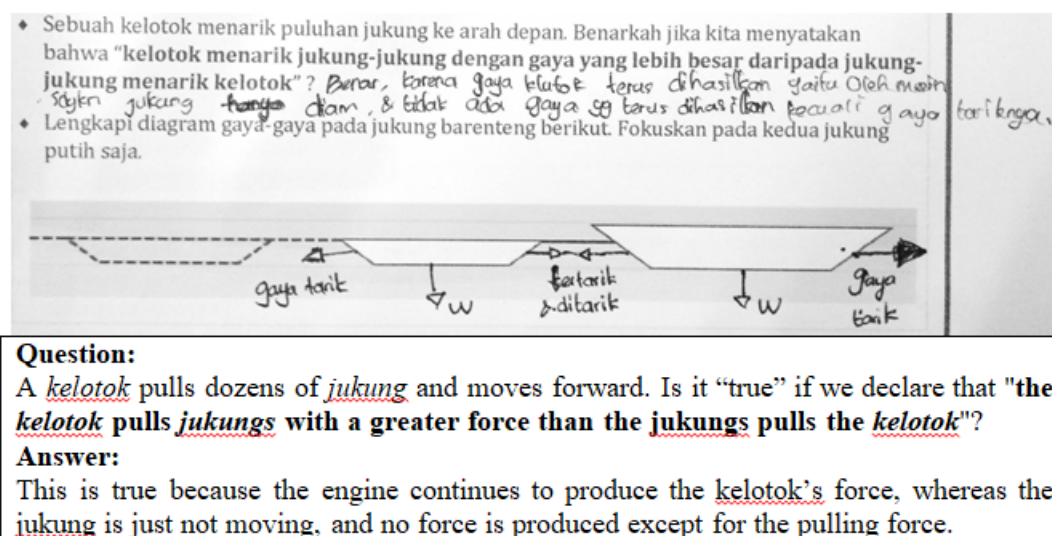 • Sebuah kelotok menarik puluhan jukung ke arah depan. Benarkah jika kita menyatakan
bahwa “kelotok menarik jukung-jukung dengan gaya yang lebih besar daripada jukung-
jukung menarik kelotok”? Benar, karena gaya klutok terus dihasilkan yaitu oleh mesin
sdgkn jukung hanya diam, & tidak ada gaya yg terus dihasilkan kecuali gaya tariknya.
• Lengkapi diagram gaya-gaya pada jukung barenteng berikut. Fokuskan pada kedua jukung
putih saja.
gaya tarik
W
tertarik
& ditarik
W
gaya
tarik
Question:
A kelotok pulls dozens of jukung and moves forward. Is it “true” if we declare that "the
kelotok pulls jukungs with a greater force than the jukungs pulls the kelotok"?
Answer:
This is true because the engine continues to produce the kelotok’s force, whereas the
jukung is just not moving, and no force is produced except for the pulling force.